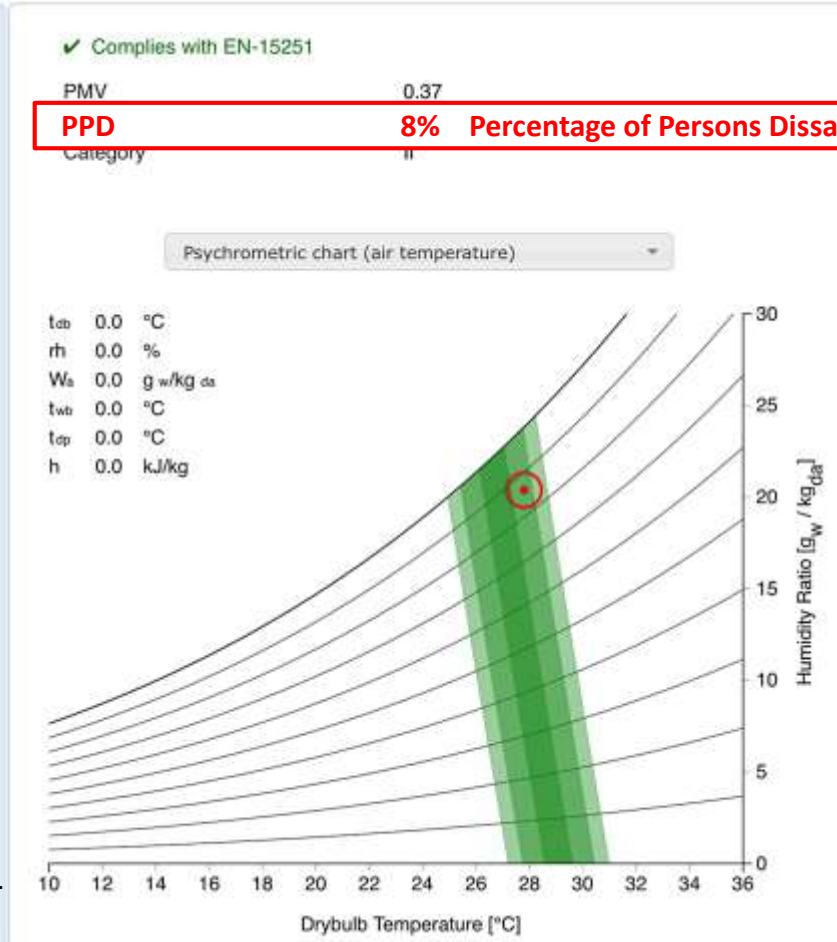 ✔ Complies with EN-15251
PMV 0.37
PPD 8% Percentage of Persons Dissa
Category II
Psychrometric chart (air temperature)
tdb 0.0 °C
rh 0.0 %
Wa 0.0 g w/kg da
twb 0.0 °C
tdp 0.0 °C
h 0.0 kJ/kg
30
25
20
15
10
5
0
Humidity Ratio [gw / kgda]
10 12 14 16 18 20 22 24 26 28 30 32 34 36
Drybulb Temperature [°C]